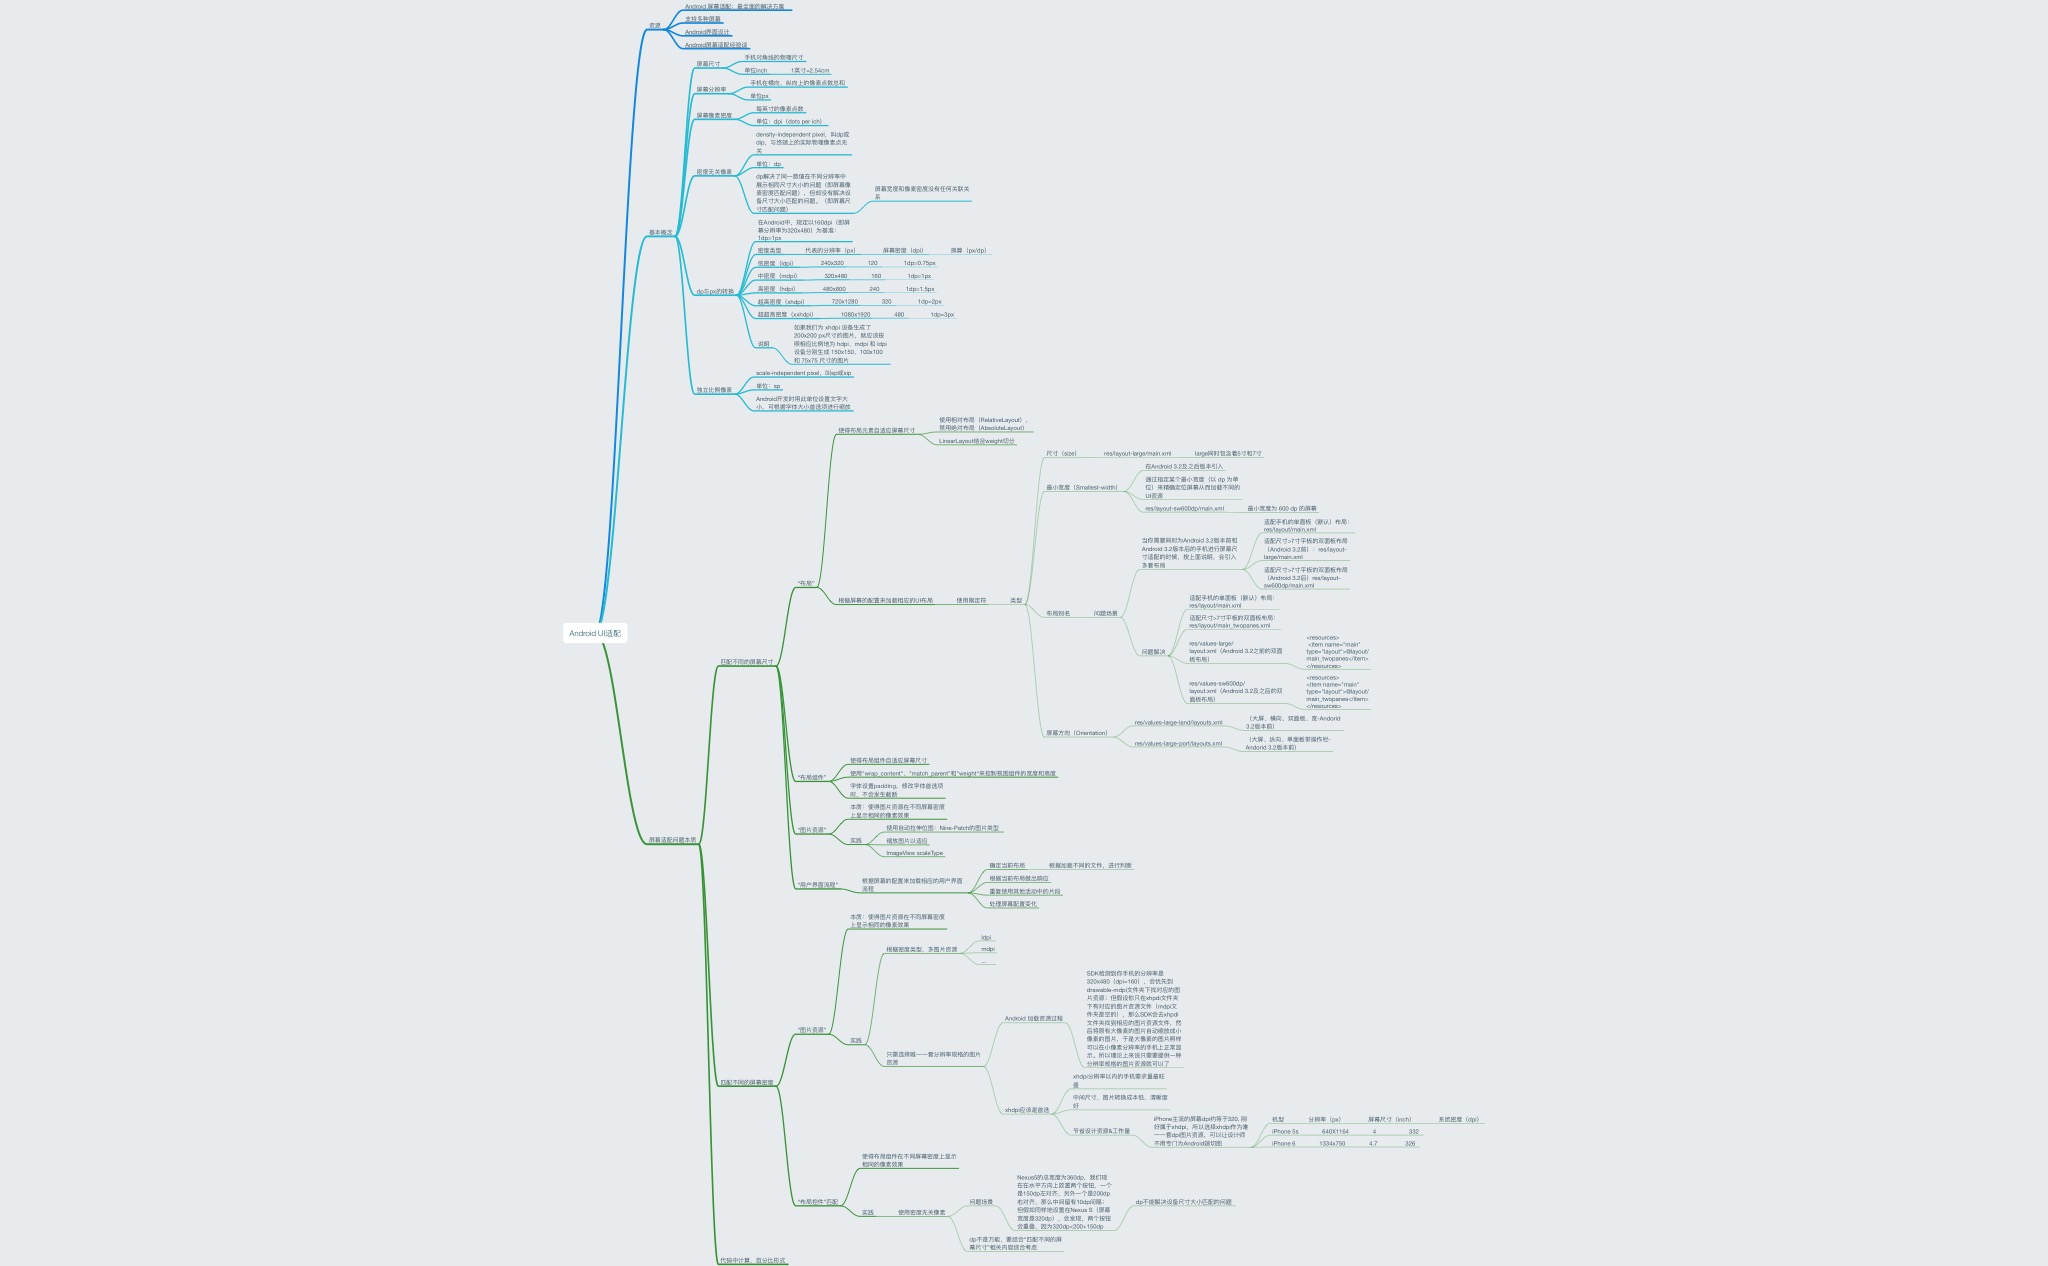 Android 屏幕适配：最全面的解决方案
支持多种屏幕
资源
Android界面设计
Android屏幕适配经验谈
手机对角线的物理尺寸
屏幕尺寸
单位inch 1英寸=2.54cm
手机在横向、纵向上的像素点数总和
屏幕分辨率
单位px
每英寸的像素点数
屏幕像素密度
单位：dpi（dots per ich）
density-independent pixel，叫dp或
dip，与终端上的实际物理像素点无
关
单位：dp
密度无关像素
dp解决了同一数值在不同分辨率中
展示相同尺寸大小的问题（即屏幕像
素密度匹配问题），但却没有解决设
备尺寸大小匹配的问题。（即屏幕尺
寸匹配问题）
屏幕宽度和像素密度没有任何关联关
系
基本概念
在Android中，规定以160dpi（即屏
幕分辨率为320x480）为基准：
1dp=1px
密度类型 代表的分辨率（px） 屏幕密度（dpi） 换算（px/dp）
低密度（ldpi） 240x320 120 1dp=0.75px
中密度（mdpi） 320x480 160 1dp=1px
dp与px的转换
高密度（hdpi） 480x800 240 1dp=1.5px
超高密度（xhdpi） 720x1280 320 1dp=2px
超超高密度（xxhdpi） 1080x1920 480 1dp=3px
说明
如果我们为 xhdpi 设备生成了
200x200 px尺寸的图片，就应该按
照相应比例地为 hdpi、mdpi 和 ldpi
设备分别生成 150x150、100x100
和 75x75 尺寸的图片
scale-independent pixel，叫sp或sip
独立比例像素
单位：sp
Android开发时用此单位设置文字大
小，可根据字体大小首选项进行缩放
Android UI适配
屏幕适配问题本质
匹配不同的屏幕尺寸
"布局"
使得布局元素自适应屏幕尺寸
使用相对布局（RelativeLayout），
禁用绝对布局（AbsoluteLayout）
LinearLayout结合weight切分
根据屏幕的配置来加载相应的UI布局 使用限定符 类型
尺寸（size） res/layout-large/main.xml large同时包含着5寸和7寸
最小宽度（Smallest-width）
在Android 3.2及之后版本引入
通过指定某个最小宽度（以 dp 为单
位）来精确定位屏幕从而加载不同的
UI资源
res/layout-sw600dp/main.xml 最小宽度为 600 dp 的屏幕
布局别名 问题场景
当你需要同时为Android 3.2版本前和
Android 3.2版本后的手机进行屏幕尺
寸适配的时候，按上面说明，会引入
多套布局
适配手机的单面板（默认）布局：
res/layout/main.xml
适配尺寸>7寸平板的双面板布局
（Android 3.2前）：res/layout-
large/main.xml
适配尺寸>7寸平板的双面板布局
（Android 3.2后）res/layout-
sw600dp/main.xml
问题解决
适配手机的单面板（默认）布局：
res/layout/main.xml
适配尺寸>7寸平板的双面板布局：
res/layout/main_twopanes.xml
res/values-large/
layout.xml（Android 3.2之前的双面
板布局）
<resources>
<item name="main"
type="layout">@layout/
main_twopanes</item>
</resources>
res/values-sw600dp/
layout.xml（Android 3.2及之后的双
面板布局）
<resources>
<item name="main"
type="layout">@layout/
main_twopanes</item>
</resources>
屏幕方向（Orientation）
res/values-large-land/layouts.xml
（大屏、横向、双面板、宽-Andorid
3.2版本前）
res/values-large-port/layouts.xml
（大屏、纵向、单面板带操作栏-
Andorid 3.2版本前）
"布局组件"
使得布局组件自适应屏幕尺寸
使用"wrap_content"、"match_parent"和"weight"来控制视图组件的宽度和高度
字体设置padding，修改字体首选项
时，不会发生截断
"图片资源"
本质：使得图片资源在不同屏幕密度
上显示相同的像素效果
实践
使用自动拉伸位图：Nine-Patch的图片类型
缩放图片以适应
ImageView scaleType
"用户界面流程"
根据屏幕的配置来加载相应的用户界面
流程
确定当前布局 根据加载不同的文件，进行判断
根据当前布局做出响应
重复使用其他活动中的片段
处理屏幕配置变化
匹配不同的屏幕密度
"图片资源"
本质：使得图片资源在不同屏幕密度
上显示相同的像素效果
实践
根据密度类型，多图片资源
ldpi
mdpi
...
只需选择唯一一套分辨率规格的图片
资源
Android 加载资源过程
SDK检测到你手机的分辨率是
320x480（dpi=160），会优先到
drawable-mdpi文件夹下找对应的图
片资源；但假设你只在xhpdi文件夹
下有对应的图片资源文件（mdpi文
件夹是空的），那么SDK会去xhpdi
文件夹找到相应的图片资源文件，然
后将原有大像素的图片自动缩放成小
像素的图片，于是大像素的图片照样
可以在小像素分辨率的手机上正常显
示。所以理论上来说只需要提供一种
分辨率规格的图片资源就可以了
xhdpi应该是首选
xhdpi分辨率以内的手机需求量最旺
盛
中间尺寸，图片转换成本低，清晰度
好
节省设计资源&工作量
iPhone主流的屏幕dpi约等于320, 刚
好属于xhdpi，所以选择xhdpi作为唯
一一套dpi图片资源，可以让设计师
不用专门为Android端切图
机型 分辨率（px） 屏幕尺寸（inch） 系统密度（dpi）
iPhone 5s 640X1164 4 332
iPhone 6 1334x750 4.7 326
"布局控件"匹配
使得布局组件在不同屏幕密度上显示
相同的像素效果
实践 使用密度无关像素
问题场景
Nexus5的总宽度为360dp，我们现
在在水平方向上放置两个按钮，一个
是150dp左对齐，另外一个是200dp
右对齐，那么中间留有10dp间隔；
但假如同样地设置在Nexus S（屏幕
宽度是320dp），会发现，两个按钮
会重叠，因为320dp<200+150dp
dp不能解决设备尺寸大小匹配的问题
dp不是万能，要结合"匹配不同的屏
幕尺寸"相关内容综合考虑
代码中计算、百分比形式